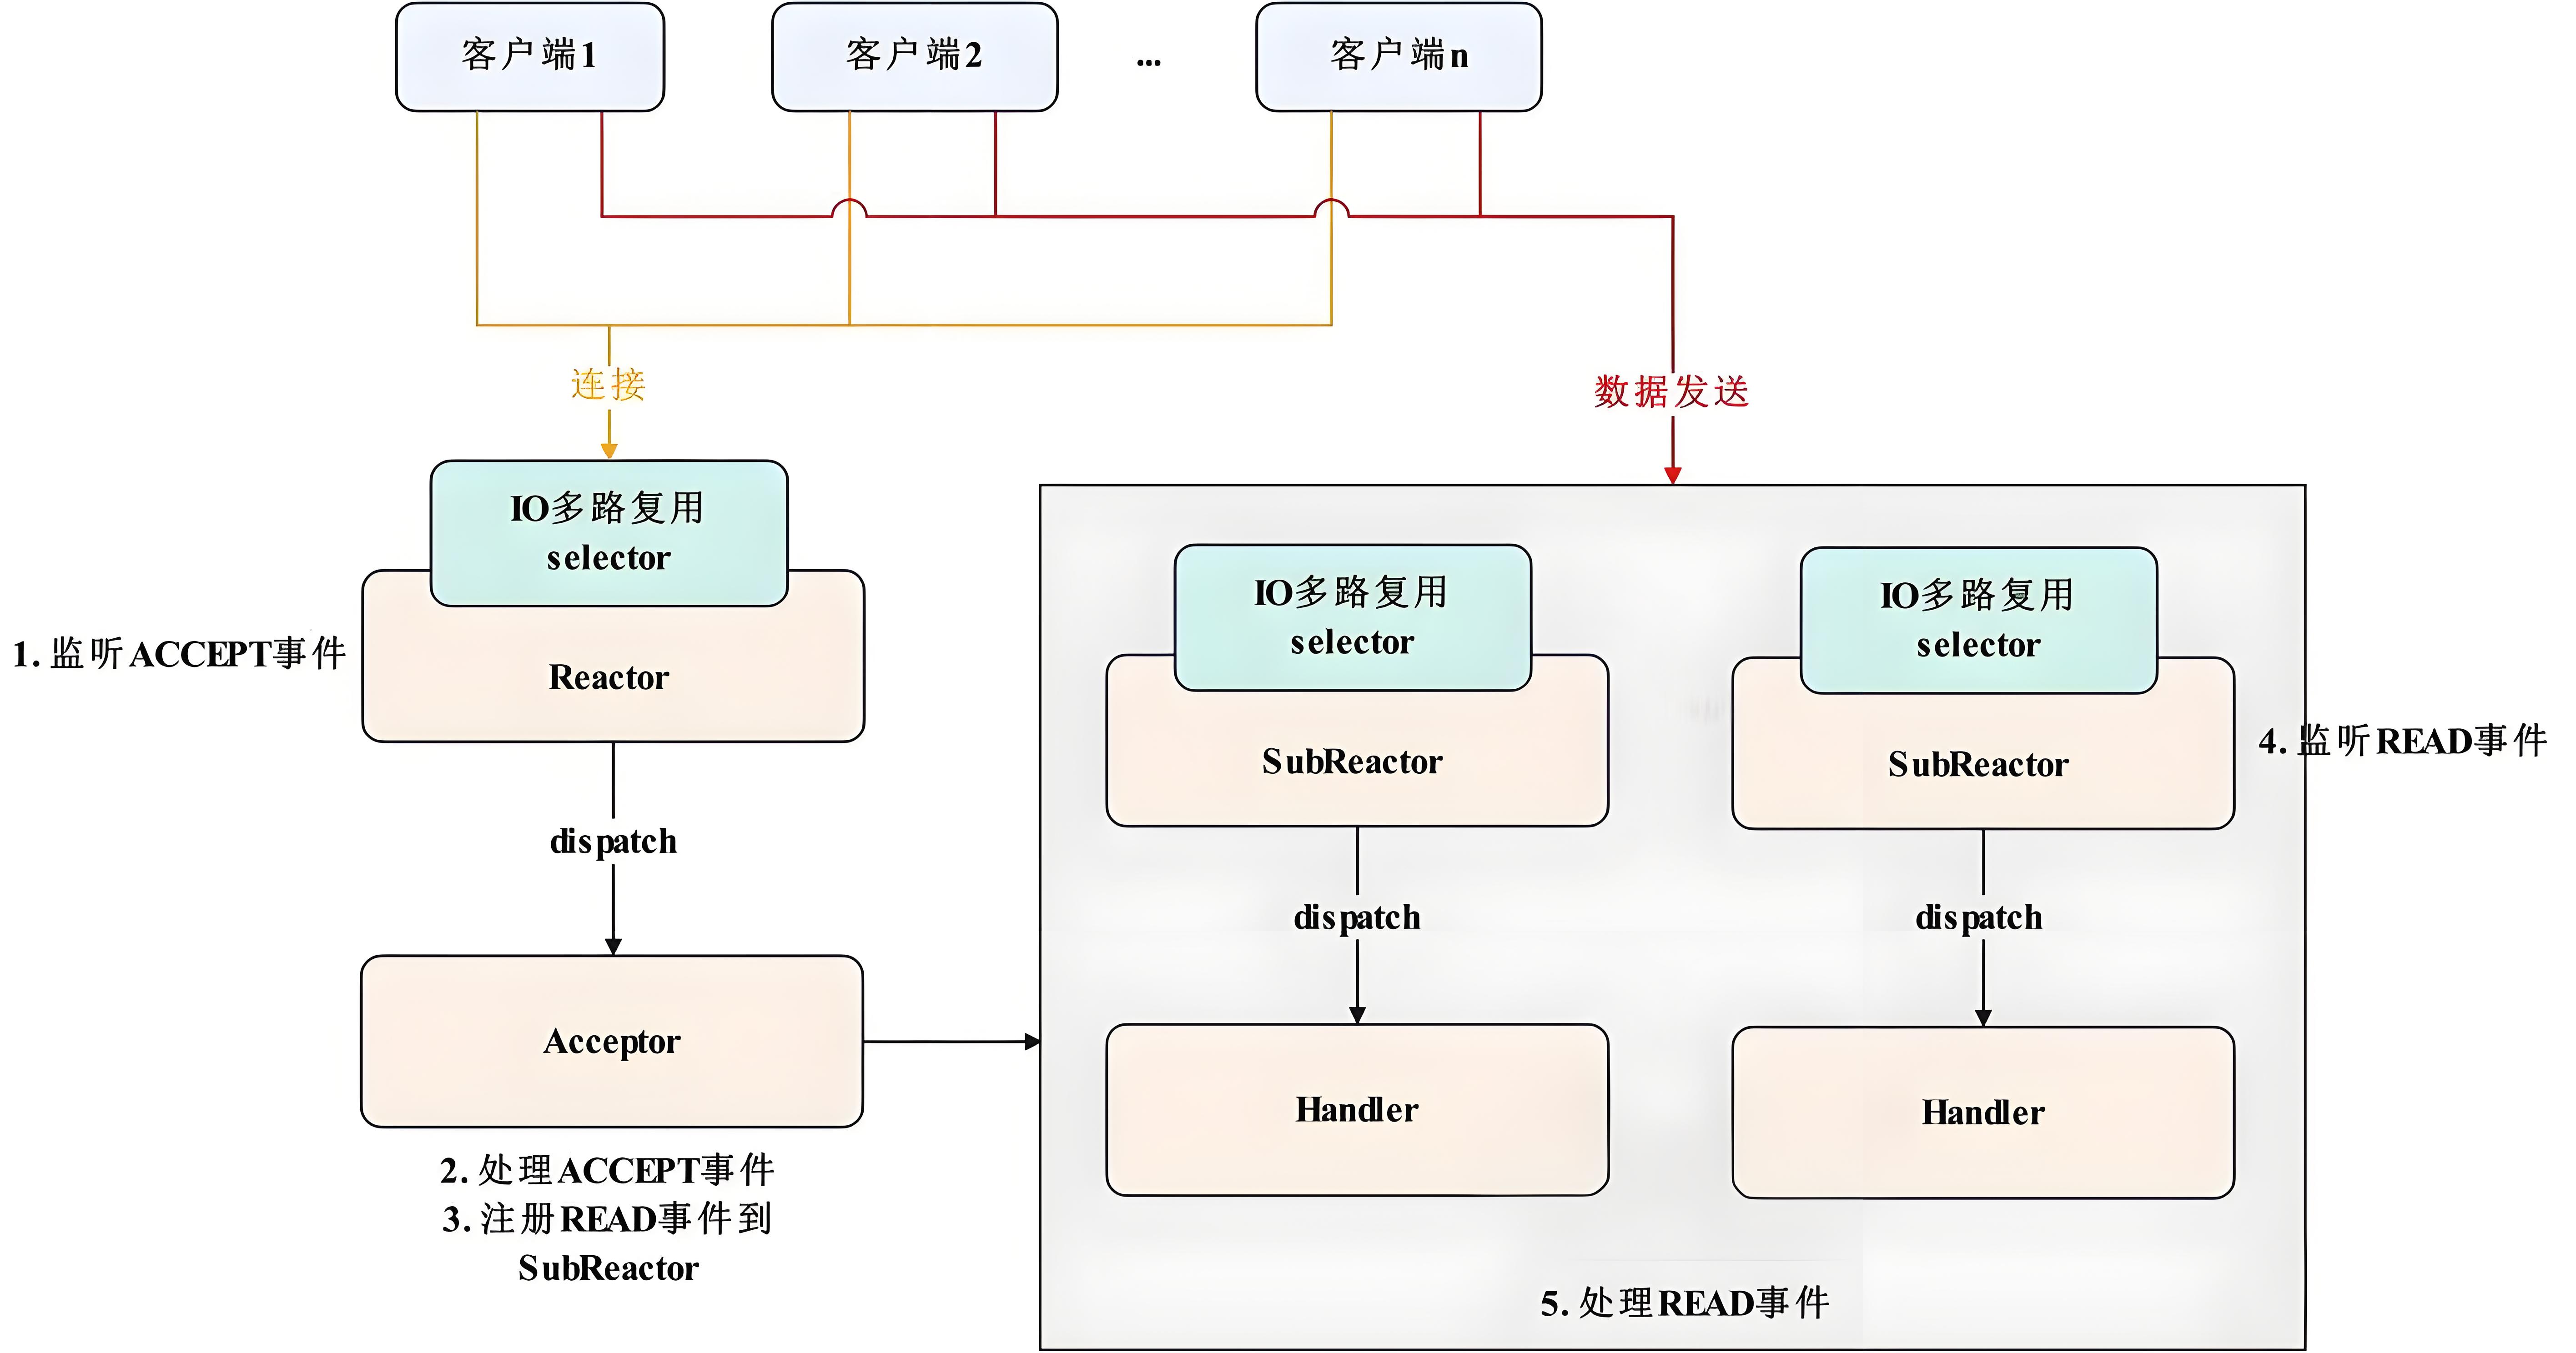 客户端1
客户端2
...
客户端n
连接
数据发送
IO多路复用
selector
Reactor
1. 监听ACCEPT事件
dispatch
Acceptor
2. 处理ACCEPT事件
3. 注册READ事件到
SubReactor
IO多路复用
selector
SubReactor
dispatch
Handler
IO多路复用
selector
SubReactor
dispatch
Handler
4. 监听READ事件
5. 处理READ事件